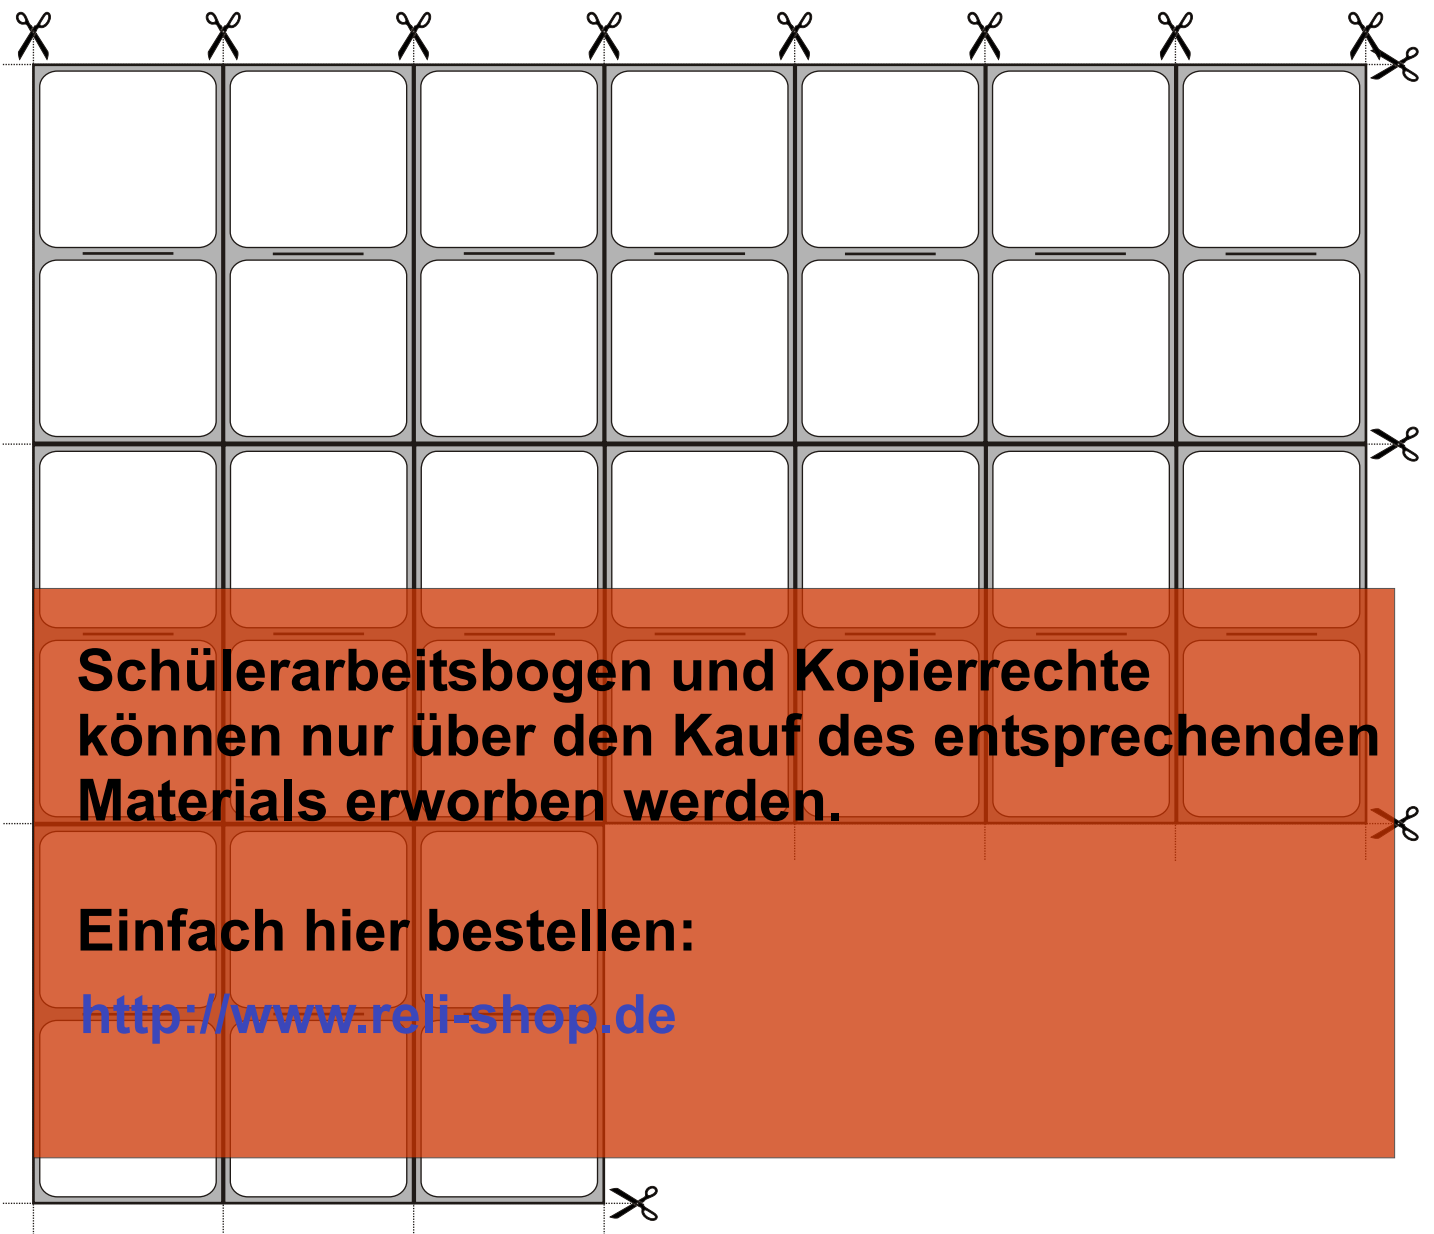 Schülerarbeitsbogen und Kopierrechte
können nur über den Kauf des entsprechenden
Materials erworben werden.
Einfach hier bestellen:
http://www.reli-shop.de